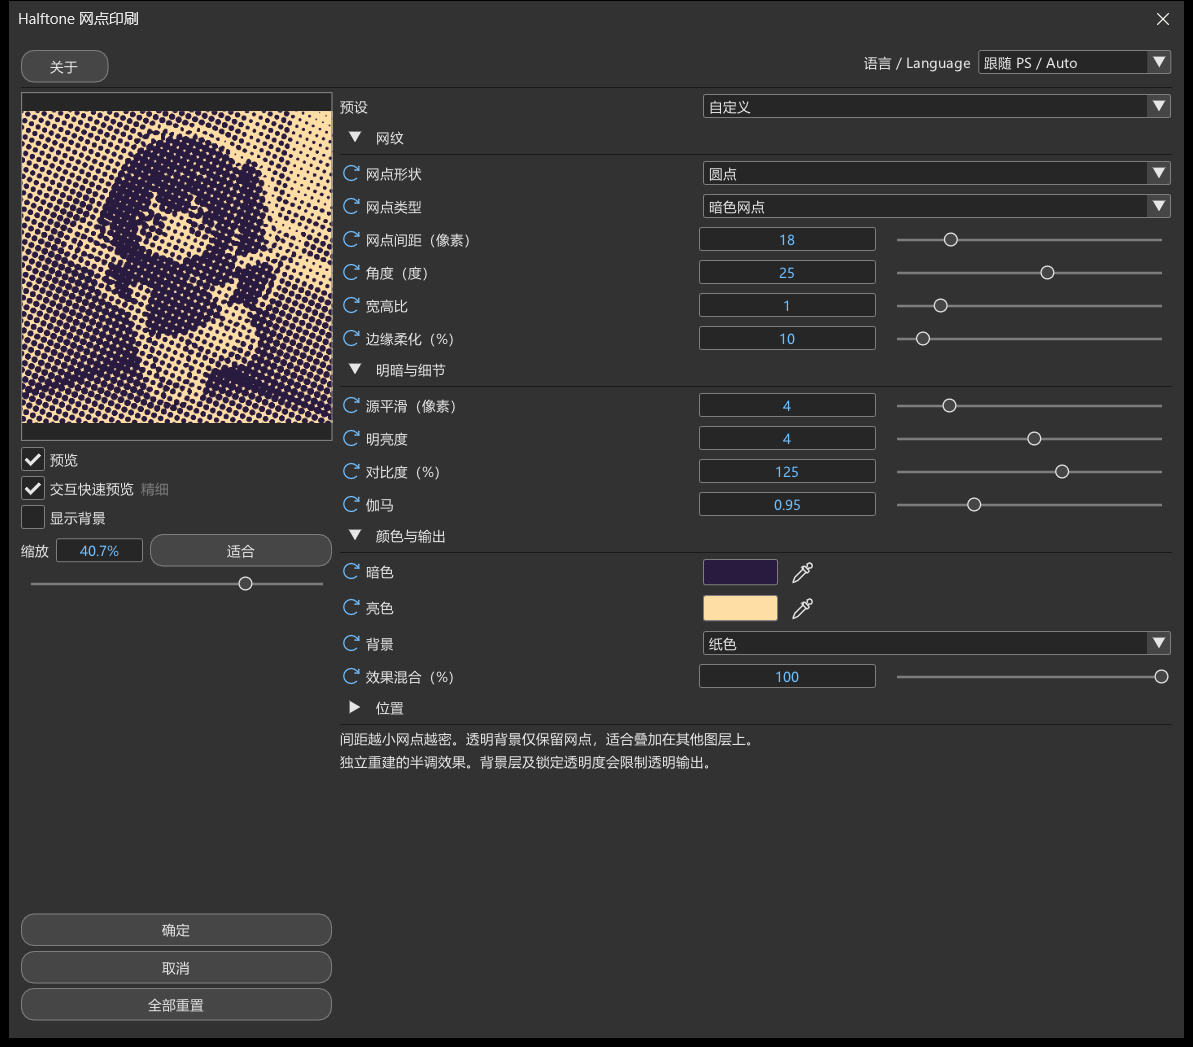 Halftone 网点印刷
关于
语言 / Language 跟随 PS / Auto
预设 自定义
网纹
网点形状 圆点
网点类型 暗色网点
网点间距（像素） 18
角度（度） 25
宽高比 1
边缘柔化（%） 10
明暗与细节
源平滑（像素） 4
明亮度 4
对比度（%） 125
伽马 0.95
颜色与输出
暗色
亮色
背景 纸色
效果混合（%） 100
位置
间距越小网点越密。透明背景仅保留网点，适合叠加在其他图层上。
独立重建的半调效果。背景层及锁定透明度会限制透明输出。
预览
交互快速预览 精细
显示背景
缩放 40.7% 适合
确定
取消
全部重置